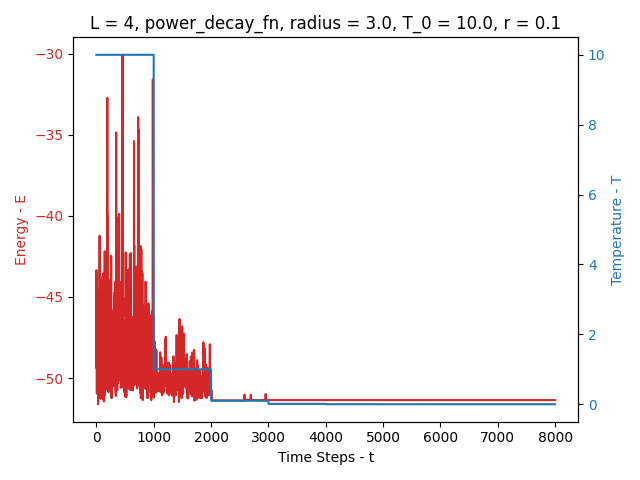 L = 4, power_decay_fn, radius = 3.0, T_0 = 10.0, r = 0.1
−30
−35
−40
−45
−50
Energy - E
10
8
6
4
2
0
Temperature - T
0 1000 2000 3000 4000 5000 6000 7000 8000
Time Steps - t